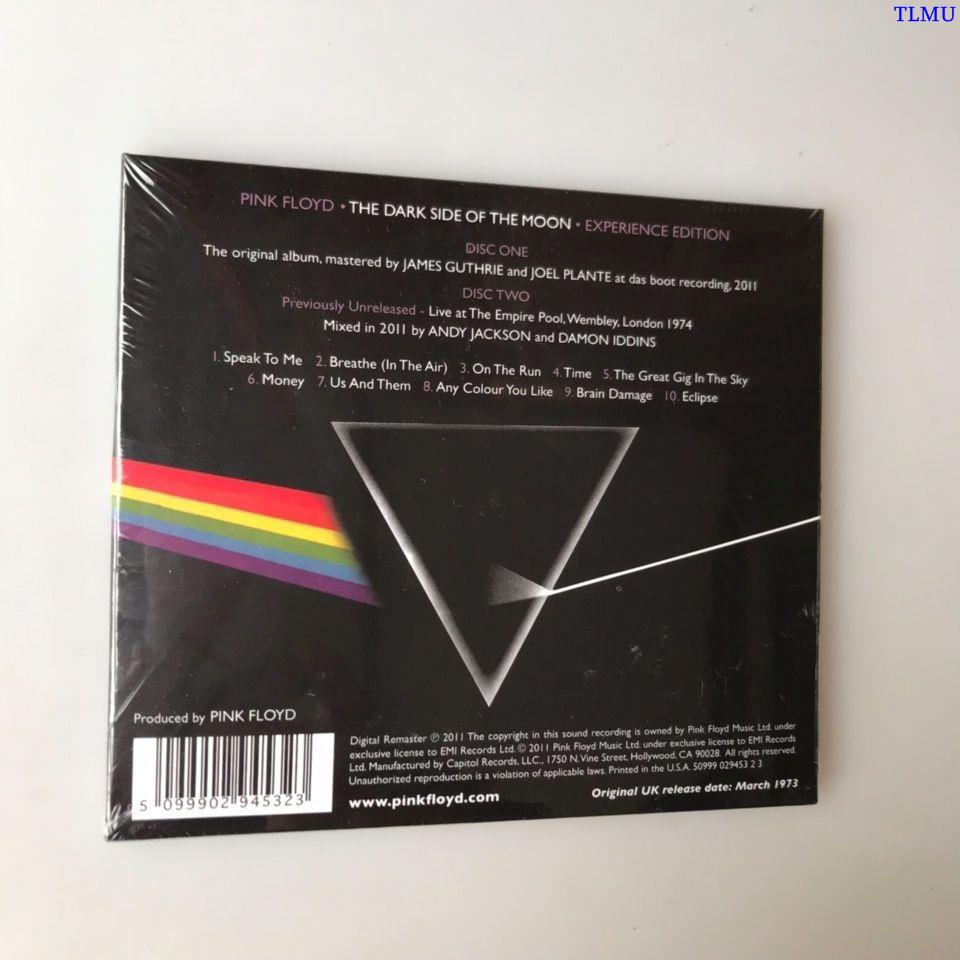 TLMU
PINK FLOYD • THE DARK SIDE OF THE MOON • EXPERIENCE EDITION
DISC ONE
The original album, mastered by JAMES GUTHRIE and JOEL PLANTE at das boot recording, 2011
DISC TWO
Previously Unreleased - Live at The Empire Pool, Wembley, London 1974
Mixed in 2011 by ANDY JACKSON and DAMON IDDINS
1. Speak To Me 2. Breathe (In The Air) 3. On The Run 4. Time 5. The Great Gig In The Sky
6. Money 7. Us And Them 8. Any Colour You Like 9. Brain Damage 10. Eclipse
Produced by PINK FLOYD
5 099902 945323
Digital Remaster ℗ 2011 The copyright in this sound recording is owned by Pink Floyd Music Ltd. under
exclusive license to EMI Records Ltd. © 2011 Pink Floyd Music Ltd. under exclusive license to EMI Records
Ltd. Manufactured by Capitol Records, LLC., 1750 N. Vine Street, Hollywood, CA 90028. All rights reserved.
Unauthorized reproduction is a violation of applicable laws. Printed in the U.S.A. 50999 029453 2 3
www.pinkfloyd.com
Original UK release date: March 1973